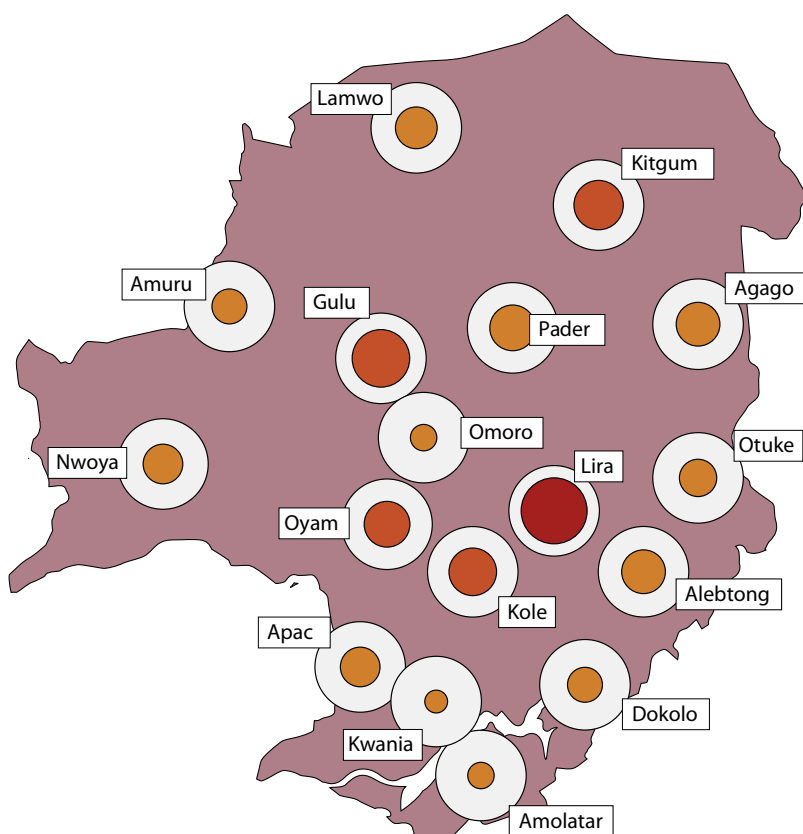 Lamwo
Kitgum
Amuru
Agago
Gulu
Pader
Omoro
Otuke
Nwoya
Lira
Oyam
Alebtong
Kole
Apac
Dokolo
Kwania
Amolatar